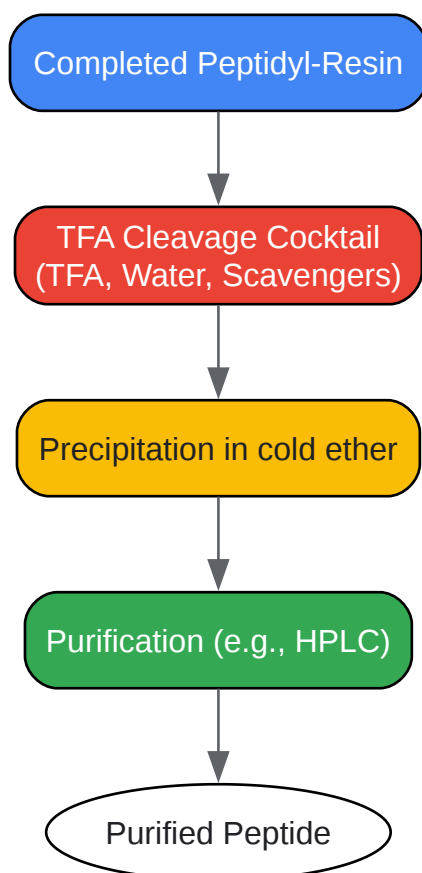 Completed Peptidyl-Resin
TFA Cleavage Cocktail
(TFA, Water, Scavengers)
Precipitation in cold ether
Purification (e.g., HPLC)
Purified Peptide